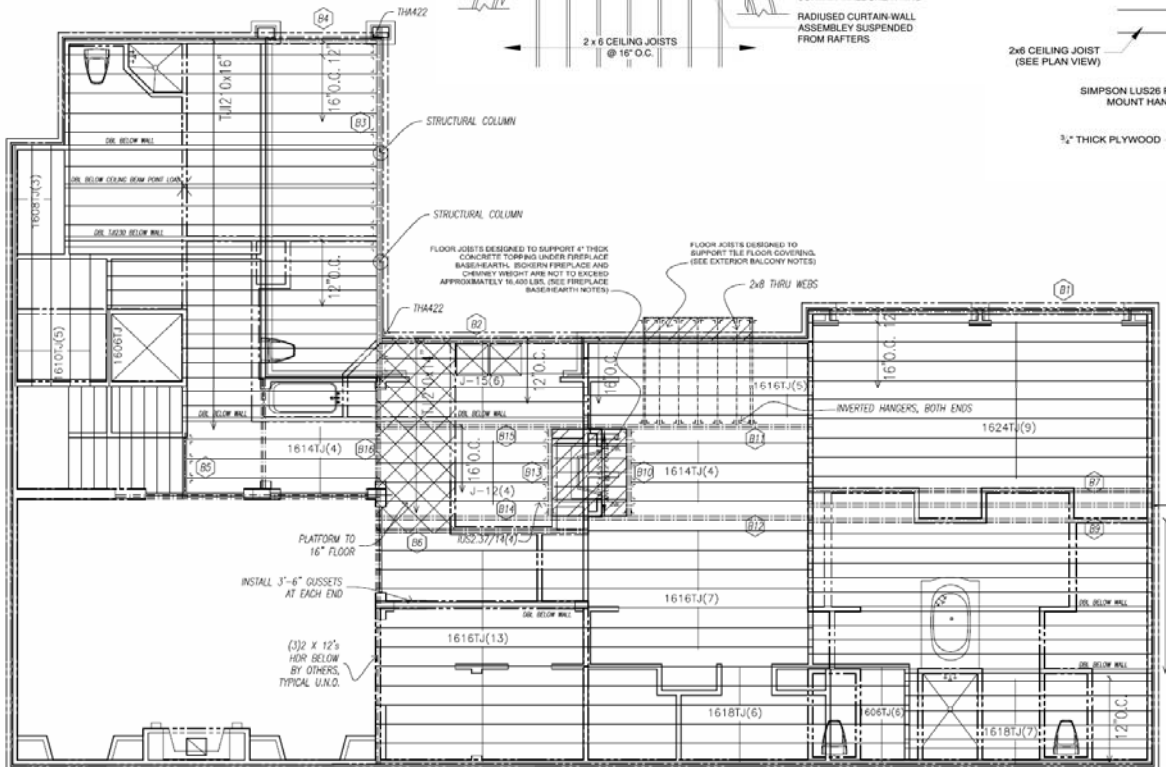 THA422
B4
2 x 6 CEILING JOISTS
@ 16" O.C.
RADIUSED CURTAIN-WALL
ASSEMBLY SUSPENDED
FROM RAFTERS
2x6 CEILING JOIST
(SEE PLAN VIEW)
SIMPSON LUS26
MOUNT HAN
¾" THICK PLYWOOD
16"O.C.
12"
B3
STRUCTURAL COLUMN
DBL BELOW WALL
DBL BELOW CEILING BEAM POINT LOAD
1608TJ(3)
DBL TJI230 BELOW WALL
STRUCTURAL COLUMN
FLOOR JOISTS DESIGNED TO SUPPORT 4" THICK
CONCRETE TOPPING UNDER FIREPLACE
BASE/HEARTH. ISOKERN FIREPLACE AND
CHIMNEY WEIGHT ARE NOT TO EXCEED
APPROXIMATELY 16,400 LBS. (SEE FIREPLACE
BASE/HEARTH NOTES)
FLOOR JOISTS DESIGNED TO
SUPPORT TILE FLOOR COVERING.
(SEE EXTERIOR BALCONY NOTES)
2x8 THRU WEBS
12"O.C.
THA422
B1
B2
1610TJ(5)
1606TJ
J-15(6)
12"O.C.
16"O.C.
16"O.C.
12"
1616TJ(5)
INVERTED HANGERS, BOTH ENDS
DBL BELOW WALL
DBL BELOW WALL
1624TJ(9)
1614TJ(4)
B16
B15
B11
B5
16"O.C.
B13
B10
1614TJ(4)
J-12(4)
B7
B14
B12
B9
B6
IUS2.37/14(4)
PLATFORM TO
16" FLOOR
INSTALL 3'-6" GUSSETS
AT EACH END
DBL BELOW WALL
1616TJ(7)
DBL BELOW WALL
1616TJ(13)
(3)2 X 12's
HDR BELOW
BY OTHERS,
TYPICAL U.N.O.
DBL BELOW WALL
1618TJ(6)
606TJ(6)
1618TJ(7)
12"O.C.